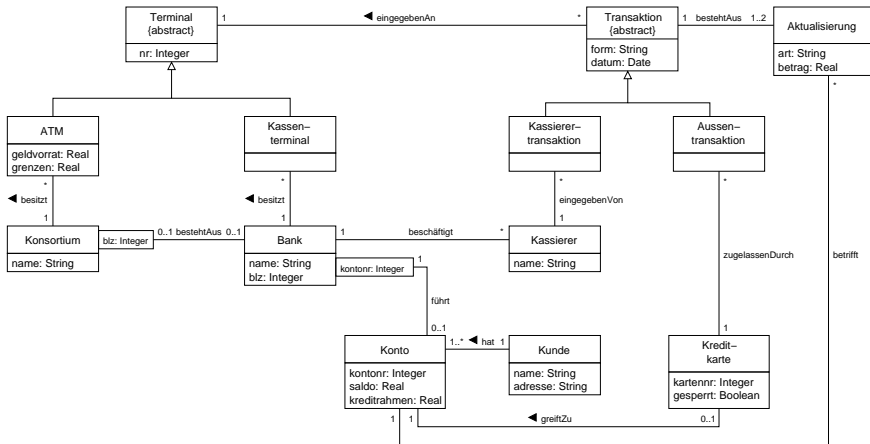 Terminal
{abstract}
nr: Integer
1
eingegebenAn
*
Transaktion
{abstract}
form: String
datum: Date
1
bestehtAus
1..2
Aktualisierung
art: String
betrag: Real
*
ATM
geldvorrat: Real
grenzen: Real
Kassen–
terminal
Kassierer–
transaktion
Aussen–
transaktion
*
besitzt
1
*
besitzt
1
*
eingegebenVon
1
*
zugelassenDurch
1
betrifft
Konsortium
name: String
blz: Integer
0..1
bestehtAus
0..1
Bank
name: String
blz: Integer
1
beschäftigt
*
Kassierer
name: String
kontonr: Integer
1
führt
0..1
Konto
kontonr: Integer
saldo: Real
kreditrahmen: Real
1..*
hat
1
Kunde
name: String
adresse: String
Kredit–
karte
kartennr: Integer
gesperrt: Boolean
1
1
greiftZu
0..1